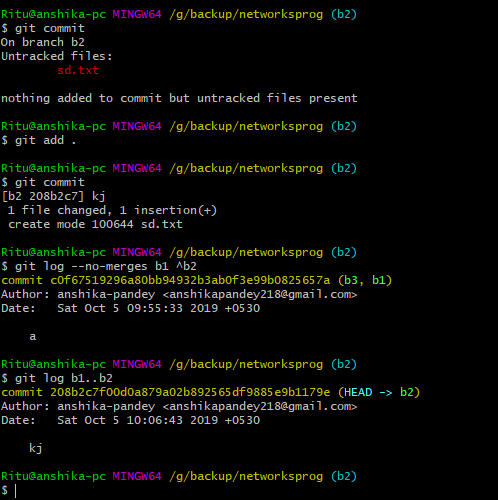 Ritu@anshika-pc MINGW64 /g/backup/networksprog (b2)
$ git commit
On branch b2
Untracked files:
        sd.txt

nothing added to commit but untracked files present

Ritu@anshika-pc MINGW64 /g/backup/networksprog (b2)
$ git add .

Ritu@anshika-pc MINGW64 /g/backup/networksprog (b2)
$ git commit
[b2 208b2c7] kj
 1 file changed, 1 insertion(+)
 create mode 100644 sd.txt

Ritu@anshika-pc MINGW64 /g/backup/networksprog (b2)
$ git log --no-merges b1 ^b2
commit c0f67519296a80bb94932b3ab0f3e99b0825657a (b3, b1)
Author: anshika-pandey <anshikapandey218@gmail.com>
Date:   Sat Oct 5 09:55:33 2019 +0530

    a

Ritu@anshika-pc MINGW64 /g/backup/networksprog (b2)
$ git log b1..b2
commit 208b2c7f00d0a879a02b892565df9885e9b1179e (HEAD -> b2)
Author: anshika-pandey <anshikapandey218@gmail.com>
Date:   Sat Oct 5 10:06:43 2019 +0530

    kj

Ritu@anshika-pc MINGW64 /g/backup/networksprog (b2)
$